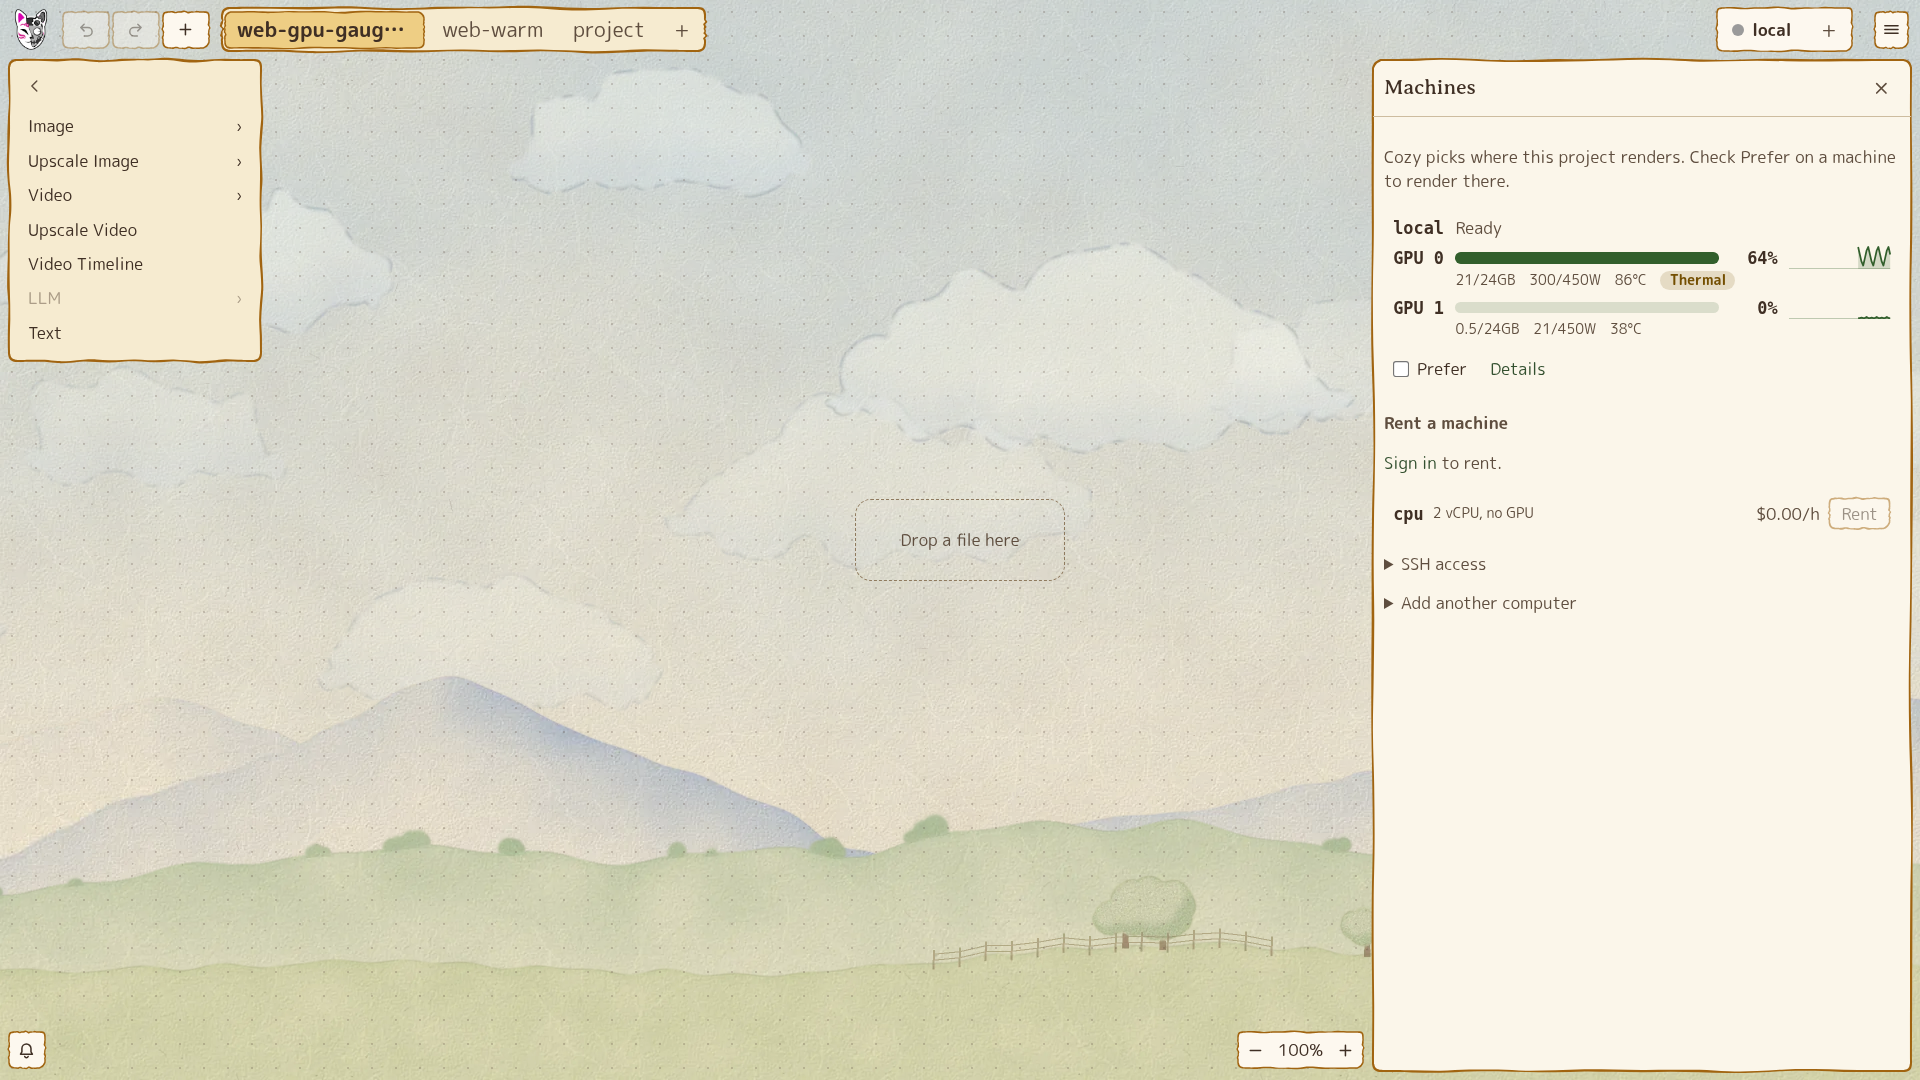 web-gpu-gaug···
web-warm
project
+
local
+
Image
Upscale Image
Video
Upscale Video
Video Timeline
LLM
Text
Drop a file here
100%
Machines
Cozy picks where this project renders. Check Prefer on a machine
to render there.
local Ready
GPU 0 64%
21/24GB 300/450W 86°C Thermal
GPU 1 0%
0.5/24GB 21/450W 38°C
Prefer Details
Rent a machine
Sign in to rent.
cpu 2 vCPU, no GPU $0.00/h Rent
SSH access
Add another computer